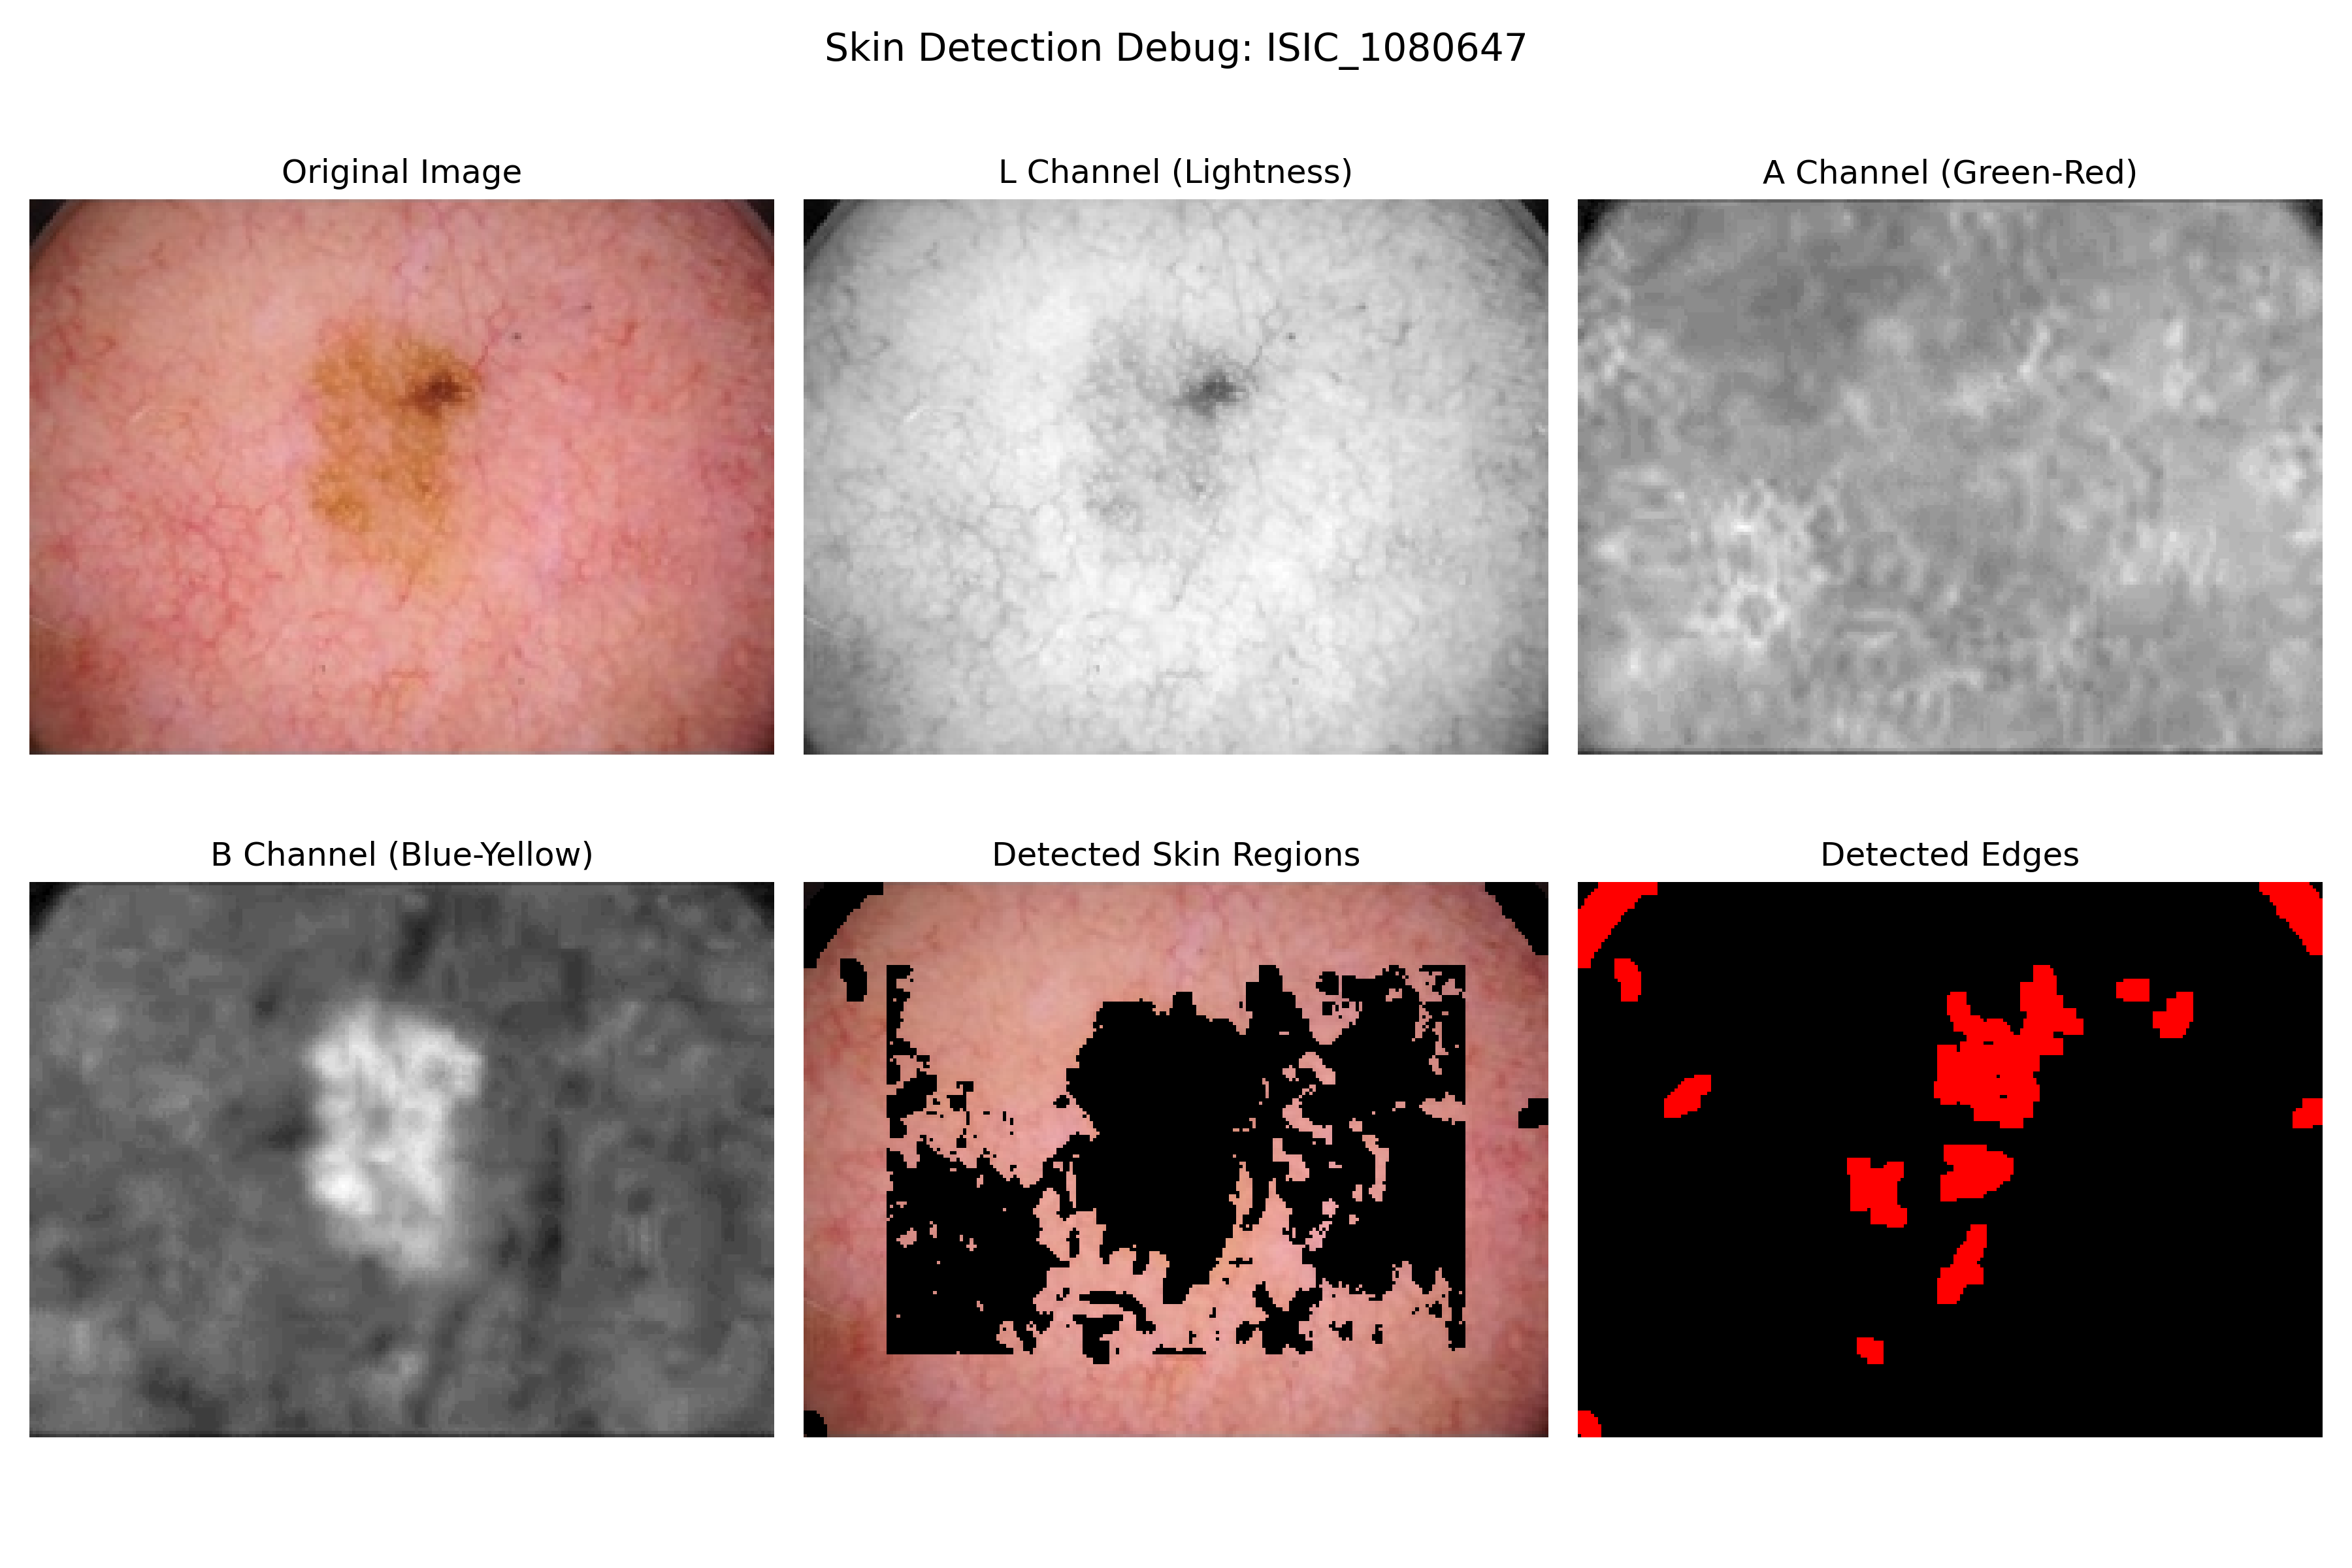 Skin Detection Debug: ISIC_1080647
Original Image
L Channel (Lightness)
A Channel (Green-Red)
B Channel (Blue-Yellow)
Detected Skin Regions
Detected Edges